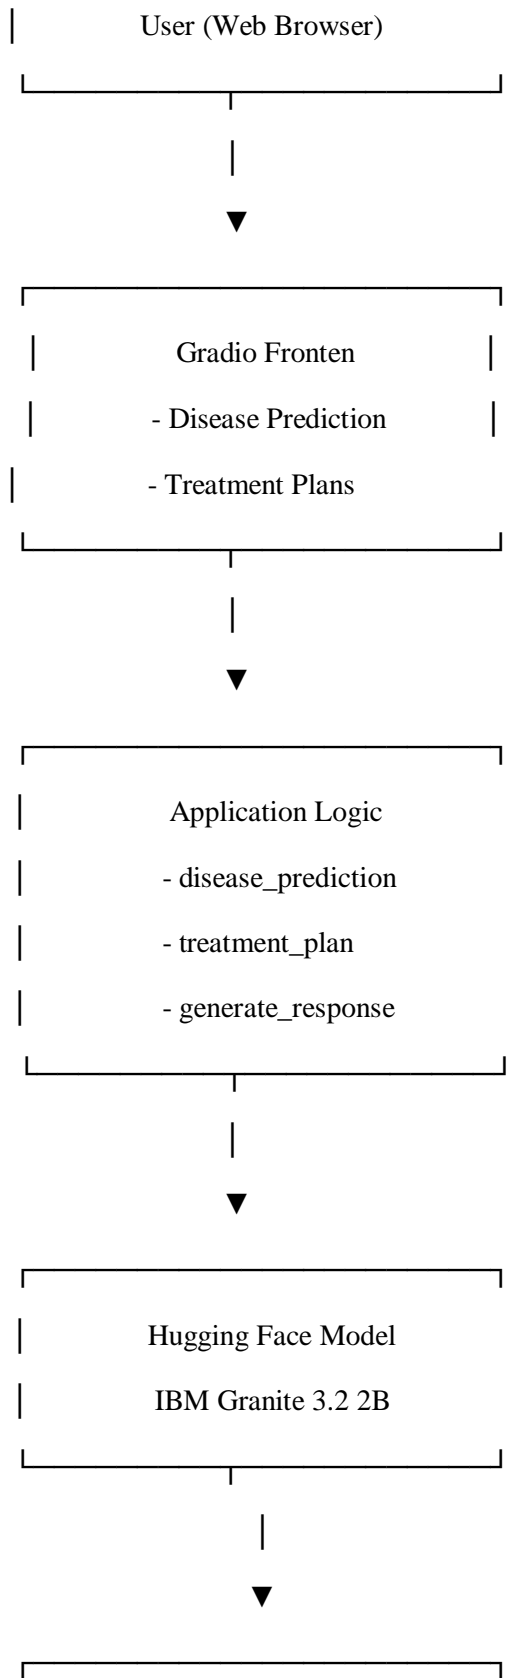 User (Web Browser)
Gradio Fronten
- Disease Prediction
- Treatment Plans
Application Logic
- disease_prediction
- treatment_plan
- generate_response
Hugging Face Model
IBM Granite 3.2 2B